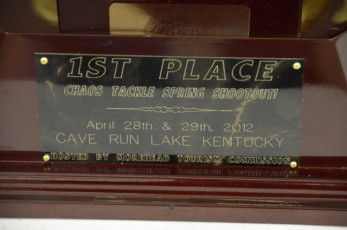 1ST PLACE
CHAOS TACKLE SPRING SHOOTOUT!
April 28th. & 29th, 2012
CAVE RUN LAKE KENTUCKY
HOSTED BY MOREHEAD TOURISM COMMISSION